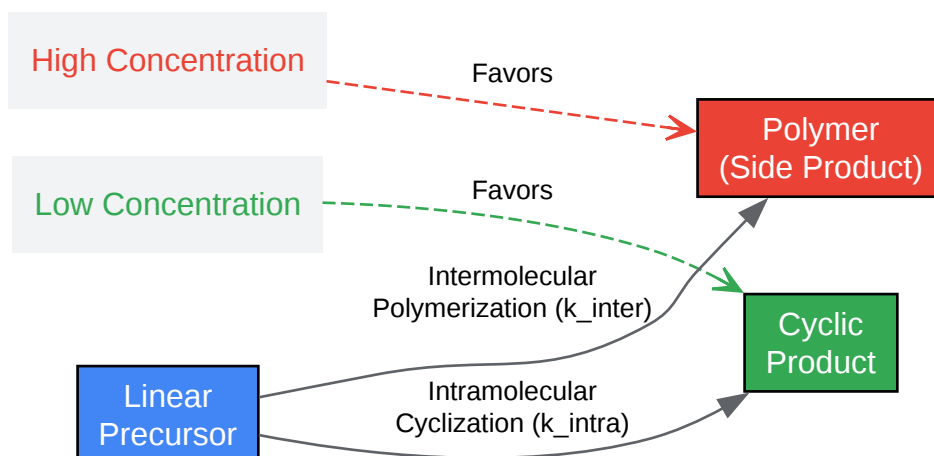 High Concentration
Favors
Polymer
(Side Product)
Low Concentration
Favors
Intermolecular
Polymerization (k_inter)
Cyclic
Product
Linear
Precursor
Intramolecular
Cyclization (k_intra)